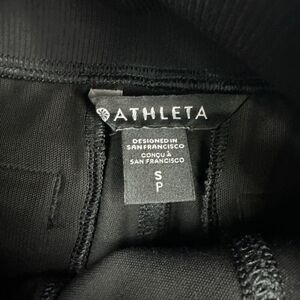 ATHLETA
DESIGNED IN
SAN FRANCISCO
CONÇU À
SAN FRANCISCO
S
P